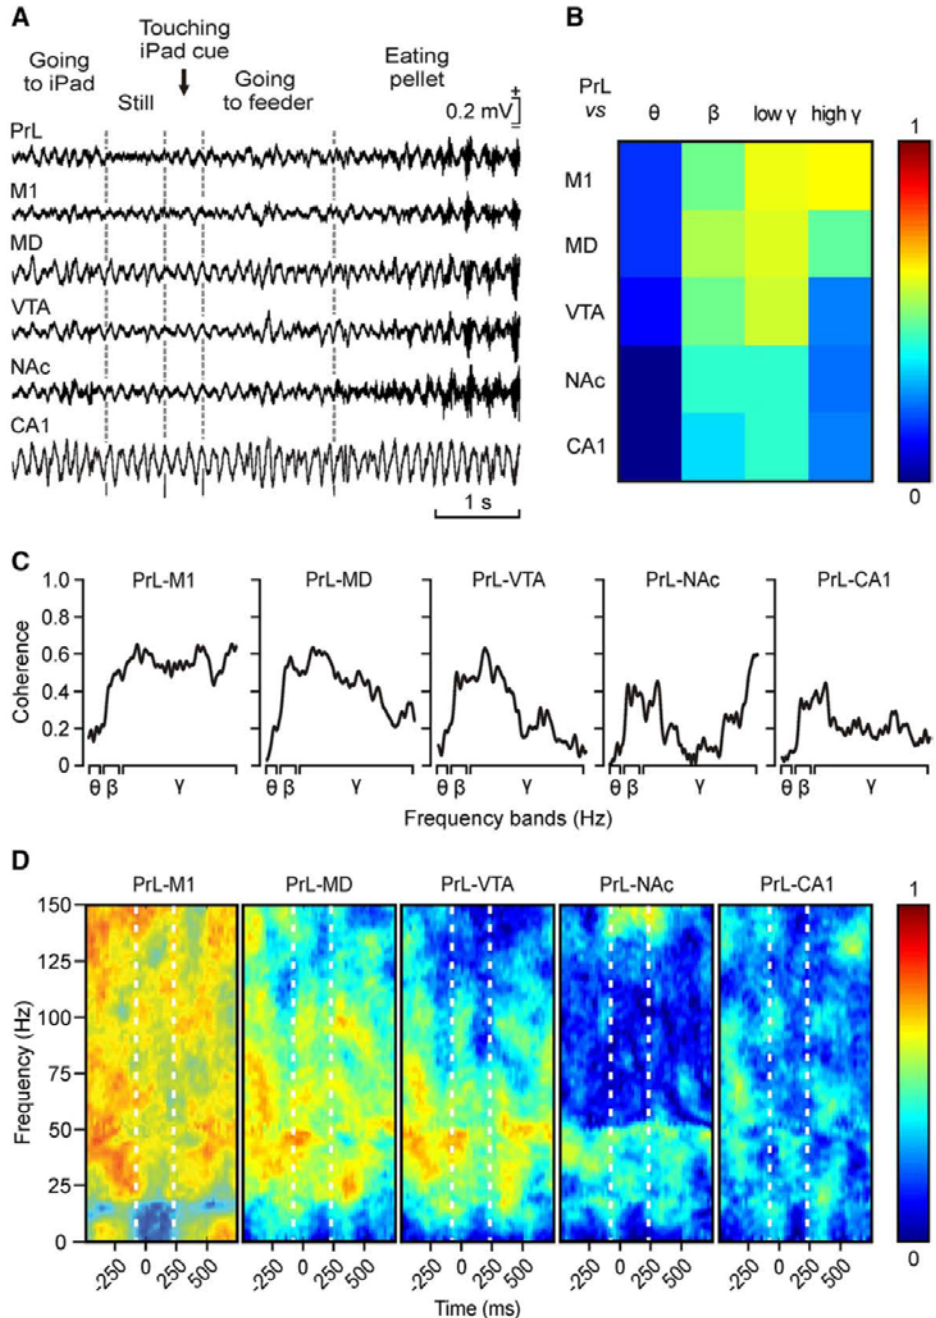 A
Touching
iPad cue
Going
to iPad
Still
Going
to feeder
Eating
pellet
+
0.2 mV
−
PrL
M1
MD
VTA
NAc
CA1
1 s
B
PrL
vs
θ β low γ high γ
M1
MD
VTA
NAc
CA1
1
0
C
PrL-M1 PrL-MD PrL-VTA PrL-NAc PrL-CA1
Coherence
1.0
0.8
0.6
0.4
0.2
0
θ β γ θ β γ θ β γ θ β γ θ β γ
Frequency bands (Hz)
D
PrL-M1 PrL-MD PrL-VTA PrL-NAc PrL-CA1
Frequency (Hz)
150
125
100
75
50
25
0
-250 0 250 500 -250 0 250 500 -250 0 250 500 -250 0 250 500 -250 0 250 500
Time (ms)
1
0